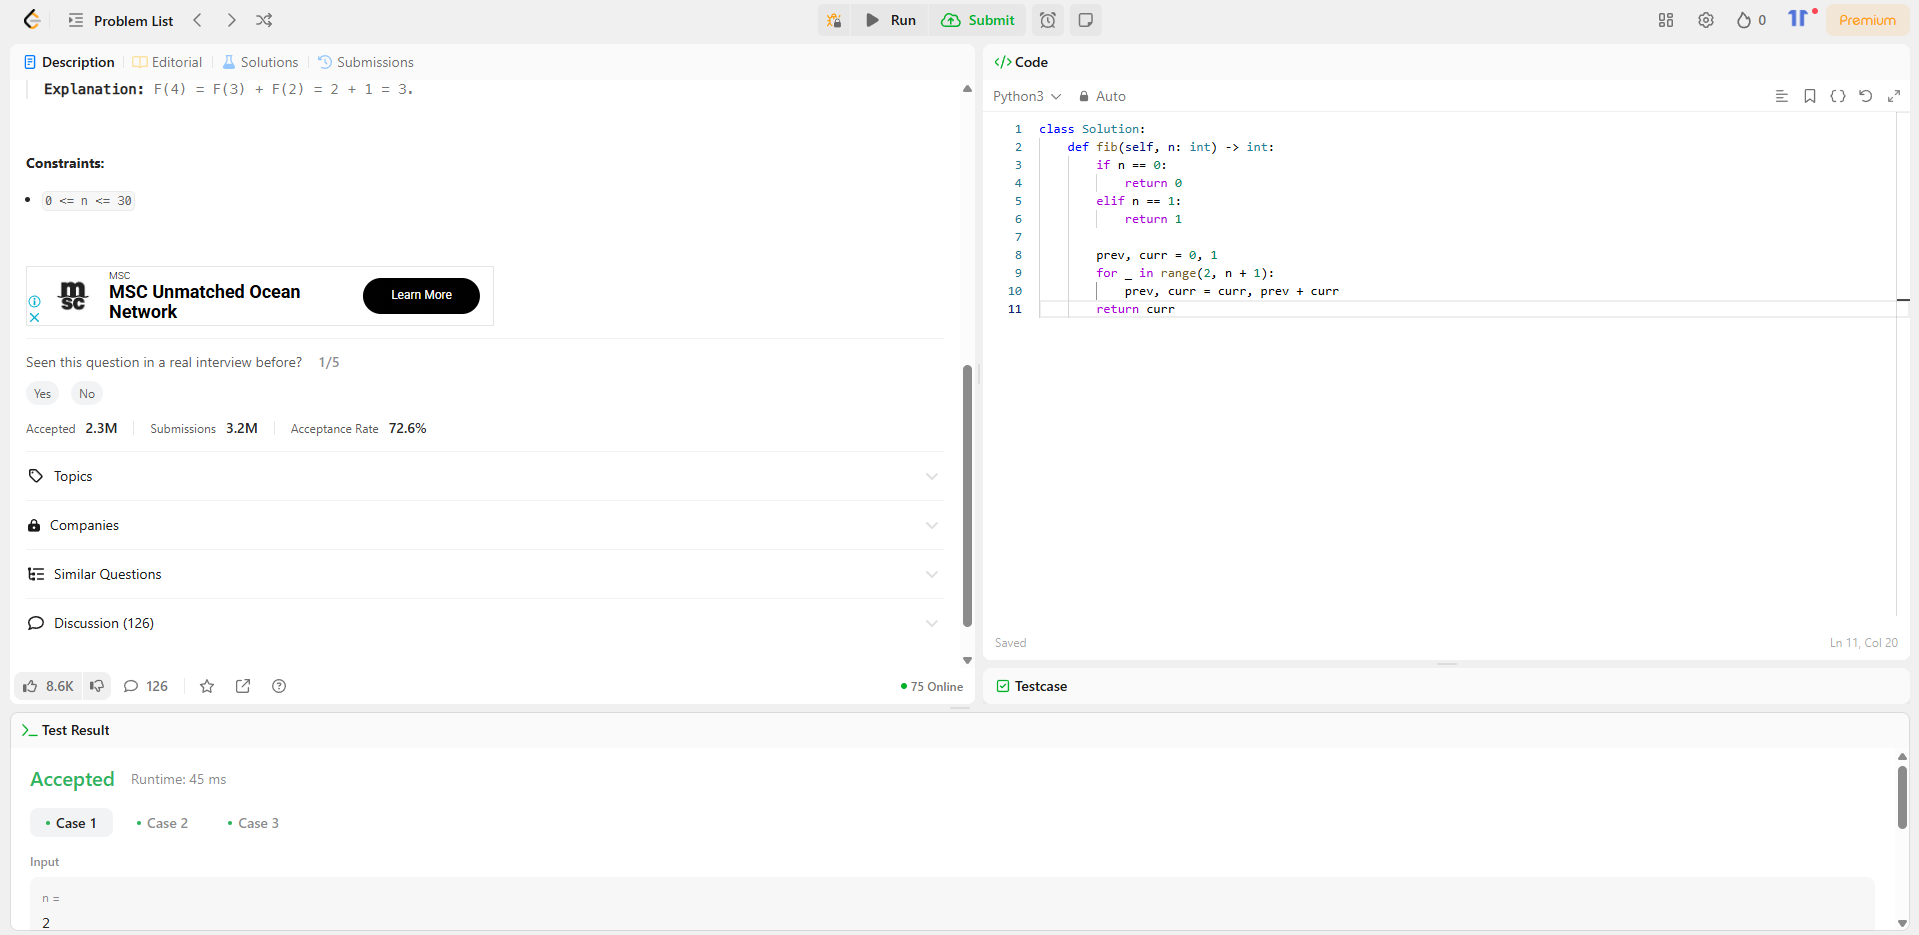 Problem List
Run
Submit
0
Premium
Description
Editorial
Solutions
Submissions
Explanation: F(4) = F(3) + F(2) = 2 + 1 = 3.
Constraints:
• 0 <= n <= 30
msc
MSC
MSC Unmatched Ocean
Network
Learn More
Seen this question in a real interview before? 1/5
Yes
No
Accepted 2.3M
Submissions 3.2M
Acceptance Rate 72.6%
Topics
Companies
Similar Questions
Discussion (126)
8.6K
126
75 Online
</> Code
Python3
Auto
1 class Solution:
2 def fib(self, n: int) -> int:
3 if n == 0:
4 return 0
5 elif n == 1:
6 return 1
7
8 prev, curr = 0, 1
9 for _ in range(2, n + 1):
10 prev, curr = curr, prev + curr
11 return curr
Saved
Ln 11, Col 20
Testcase
Test Result
Accepted Runtime: 45 ms
• Case 1
• Case 2
• Case 3
Input
n =
2